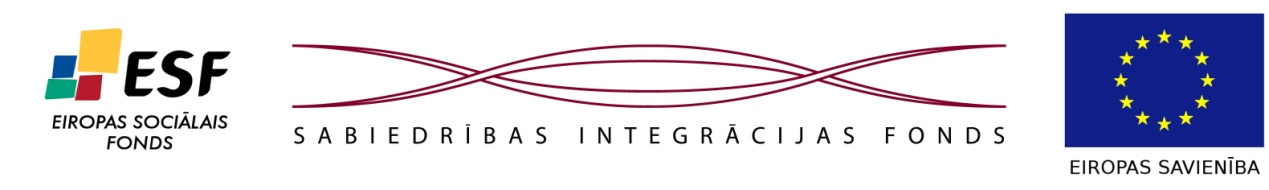 ESF
EIROPAS SOCIĀLAIS
FONDS
SABIEDRĪBAS INTEGRĀCIJAS FONDS
EIROPAS SAVIENĪBA